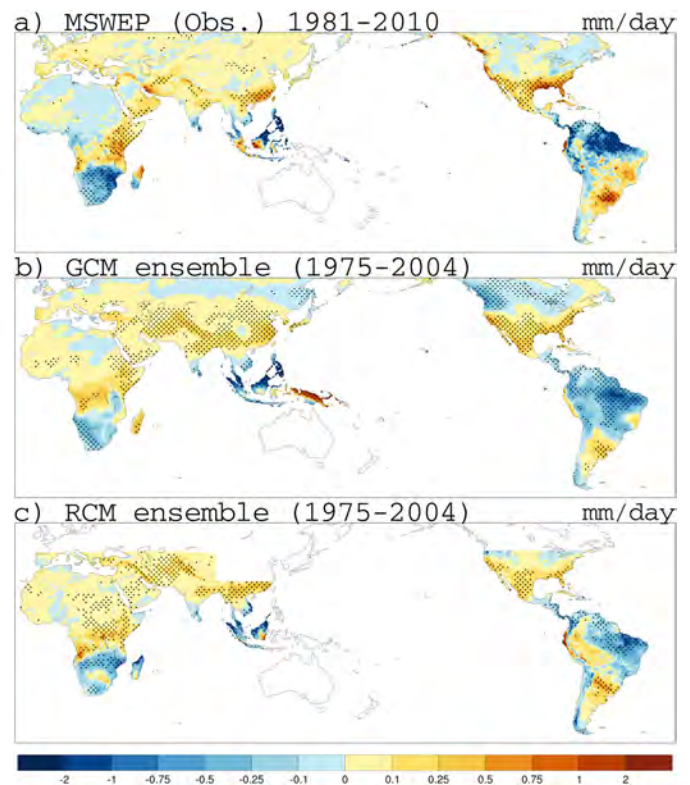 a) MSWEP (Obs.) 1981-2010 mm/day
b) GCM ensemble (1975-2004) mm/day
c) RCM ensemble (1975-2004) mm/day
-2 -1 -0.75 -0.5 -0.25 -0.1 0 0.1 0.25 0.5 0.75 1 2